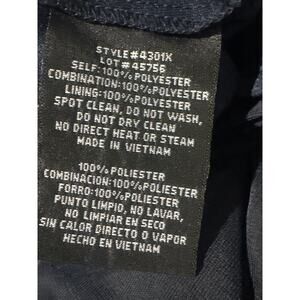 STYLE#4301X
LOT #45756
SELF:100%POLYESTER
COMBINATION:100%POLYESTER
LINING:100%POLYESTER
SPOT CLEAN, DO NOT WASH,
DO NOT DRY CLEAN
NO DIRECT HEAT OR STEAM
MADE IN VIETNAM
100%POLIESTER
COMBINACION:100%POLIESTER
FORRO:100%POLIESTER
PUNTO LIMPIO, NO LAVAR,
NO LIMPIAR EN SECO
SIN CALOR DIRECTO O VAPOR
HECHO EN VIETNAM